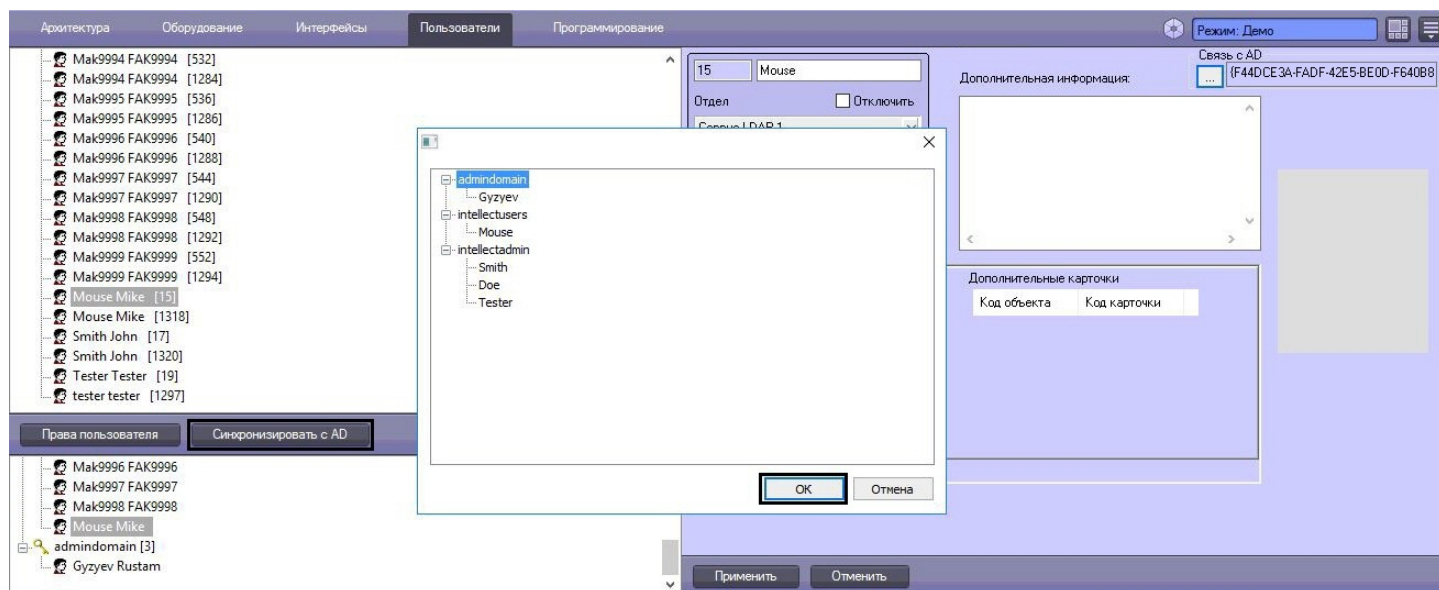 Архитектура Оборудование Интерфейсы Пользователи Программирование Режим: Демо
Mak9994 FAK9994 [532]
Mak9994 FAK9994 [1284]
Mak9995 FAK9995 [536]
Mak9995 FAK9995 [1286]
Mak9996 FAK9996 [540]
Mak9996 FAK9996 [1288]
Mak9997 FAK9997 [544]
Mak9997 FAK9997 [1290]
Mak9998 FAK9998 [548]
Mak9998 FAK9998 [1292]
Mak9999 FAK9999 [552]
Mak9999 FAK9999 [1294]
Mouse Mike [15]
Mouse Mike [1318]
Smith John [17]
Smith John [1320]
Tester Tester [19]
tester tester [1297]
Права пользователя Синхронизировать с AD
Mak9996 FAK9996
Mak9997 FAK9997
Mak9998 FAK9998
Mouse Mike
admindomain [3]
Gyzyev Rustam
admindomain
Gyzyev
intellectusers
Mouse
intellectadmin
Smith
Doe
Tester
OK Отмена
15 Mouse
Отдел Отключить
Дополнительная информация:
Связь с AD
... {F44DCE3A-FADF-42E5-BE0D-F640B8
Дополнительные карточки
Код объекта Код карточки
Применить Отменить